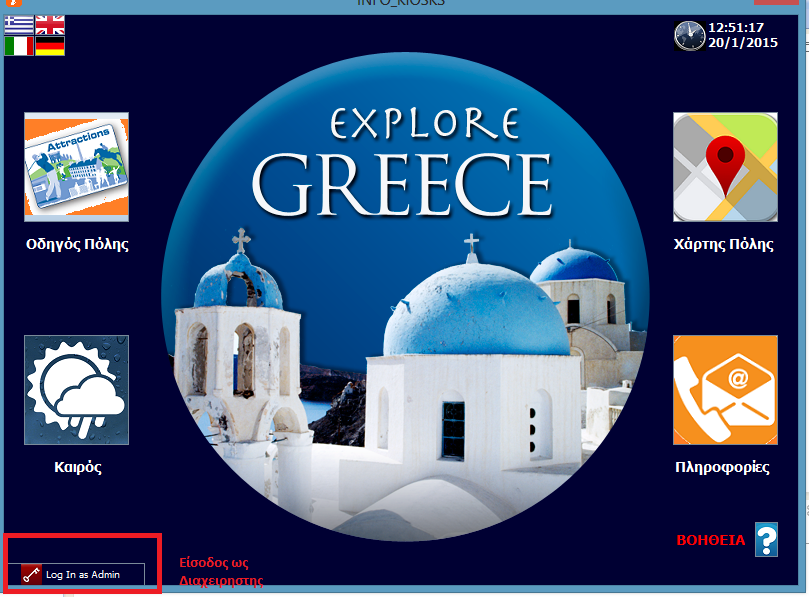 INFO_KIOSKS
12:51:17
20/1/2015
EXPLORE
GREECE
Attractions
Οδηγός Πόλης
Χάρτης Πόλης
@
Καιρός
Πληροφορίες
ΒΟΗΘΕΙΑ ?
Log In as Admin
Είσοδος ως
Διαχειρηστης